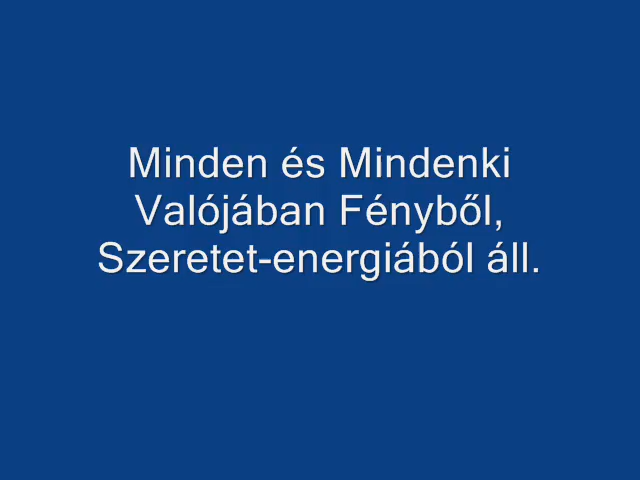 Minden és Mindenki
Valójában Fényből,
Szeretet-energiából áll.